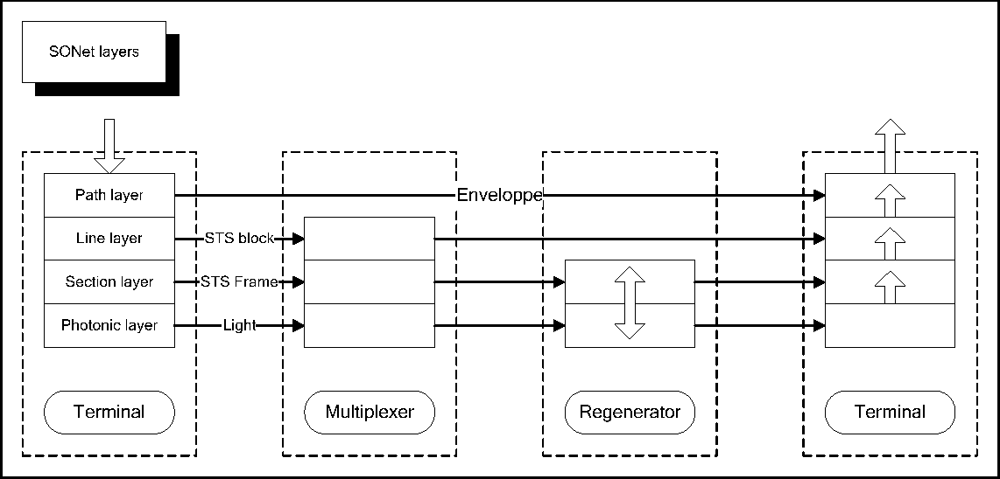 SONet layers
Path layer
Enveloppe
Line layer
STS block
Section layer
STS Frame
Photonic layer
Light
Terminal
Multiplexer
Regenerator
Terminal